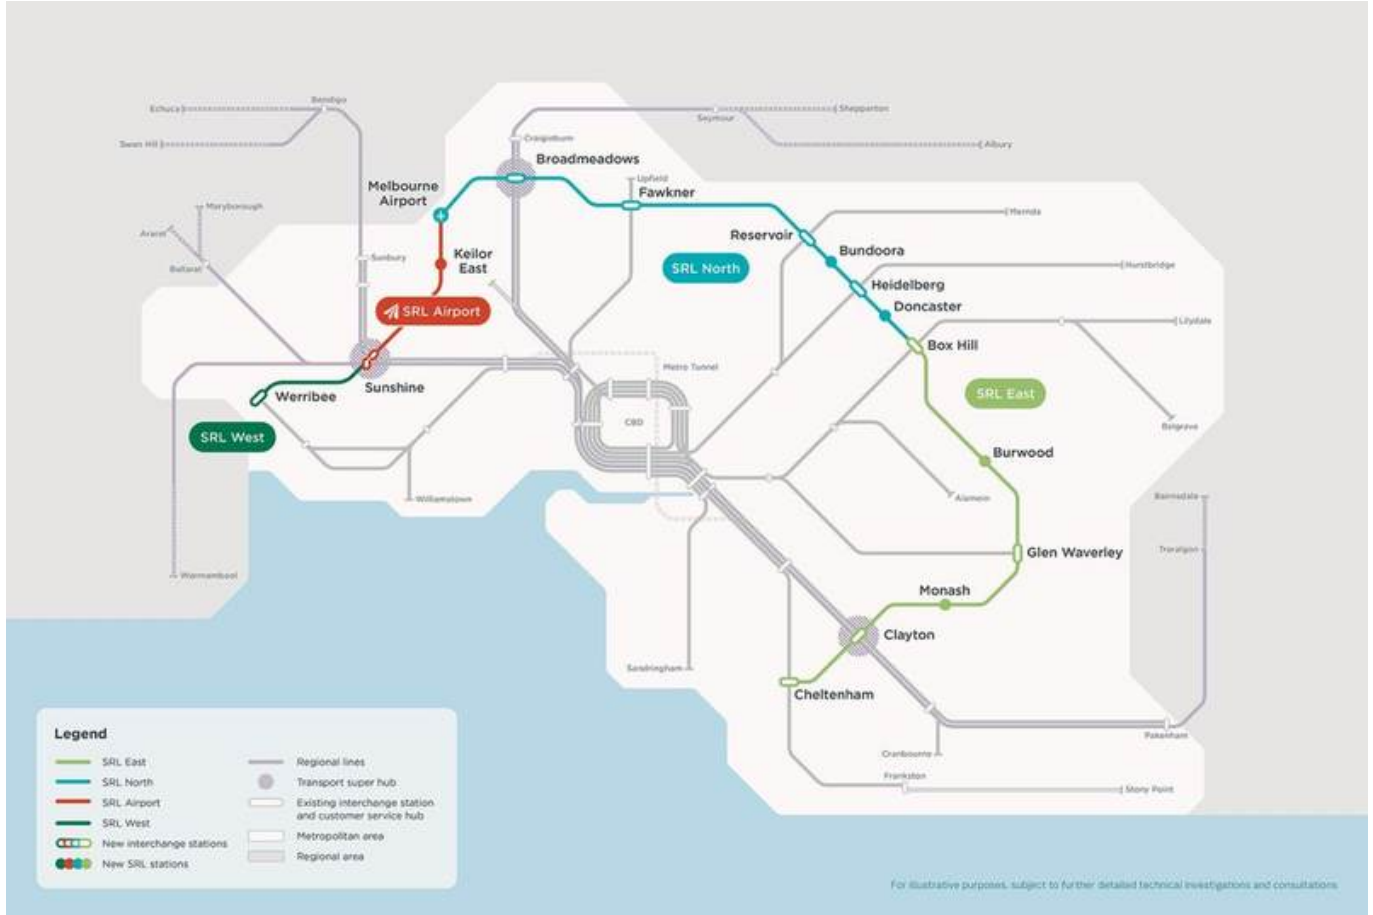 Echuca
Bendigo
Swan Hill
Craigieburn
Seymour
Shepparton
Albury
Broadmeadows
Melbourne
Airport
Upfield
Fawkner
Maryborough
Ararat
Ballarat
Sunbury
Keilor
East
Reservoir
Mernda
Bundoora
SRL North
Hurstbridge
Heidelberg
Doncaster
SRL Airport
Lilydale
Box Hill
Metro Tunnel
Sunshine
Werribee
SRL East
CBD
Belgrave
SRL West
Burwood
Williamstown
Alamein
Bairnsdale
Traralgon
Glen Waverley
Warrnambool
Monash
Clayton
Sandringham
Cheltenham
Pakenham
Cranbourne
Frankston
Stony Point
Legend
SRL East
SRL North
SRL Airport
SRL West
New interchange stations
New SRL stations
Regional lines
Transport super hub
Existing interchange station
and customer service hub
Metropolitan area
Regional area
For illustrative purposes, subject to further detailed technical investigations and consultations